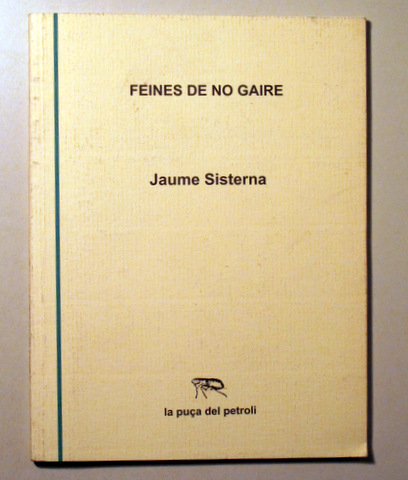 FEINES DE NO GAIRE
Jaume Sisterna
la puça del petroli